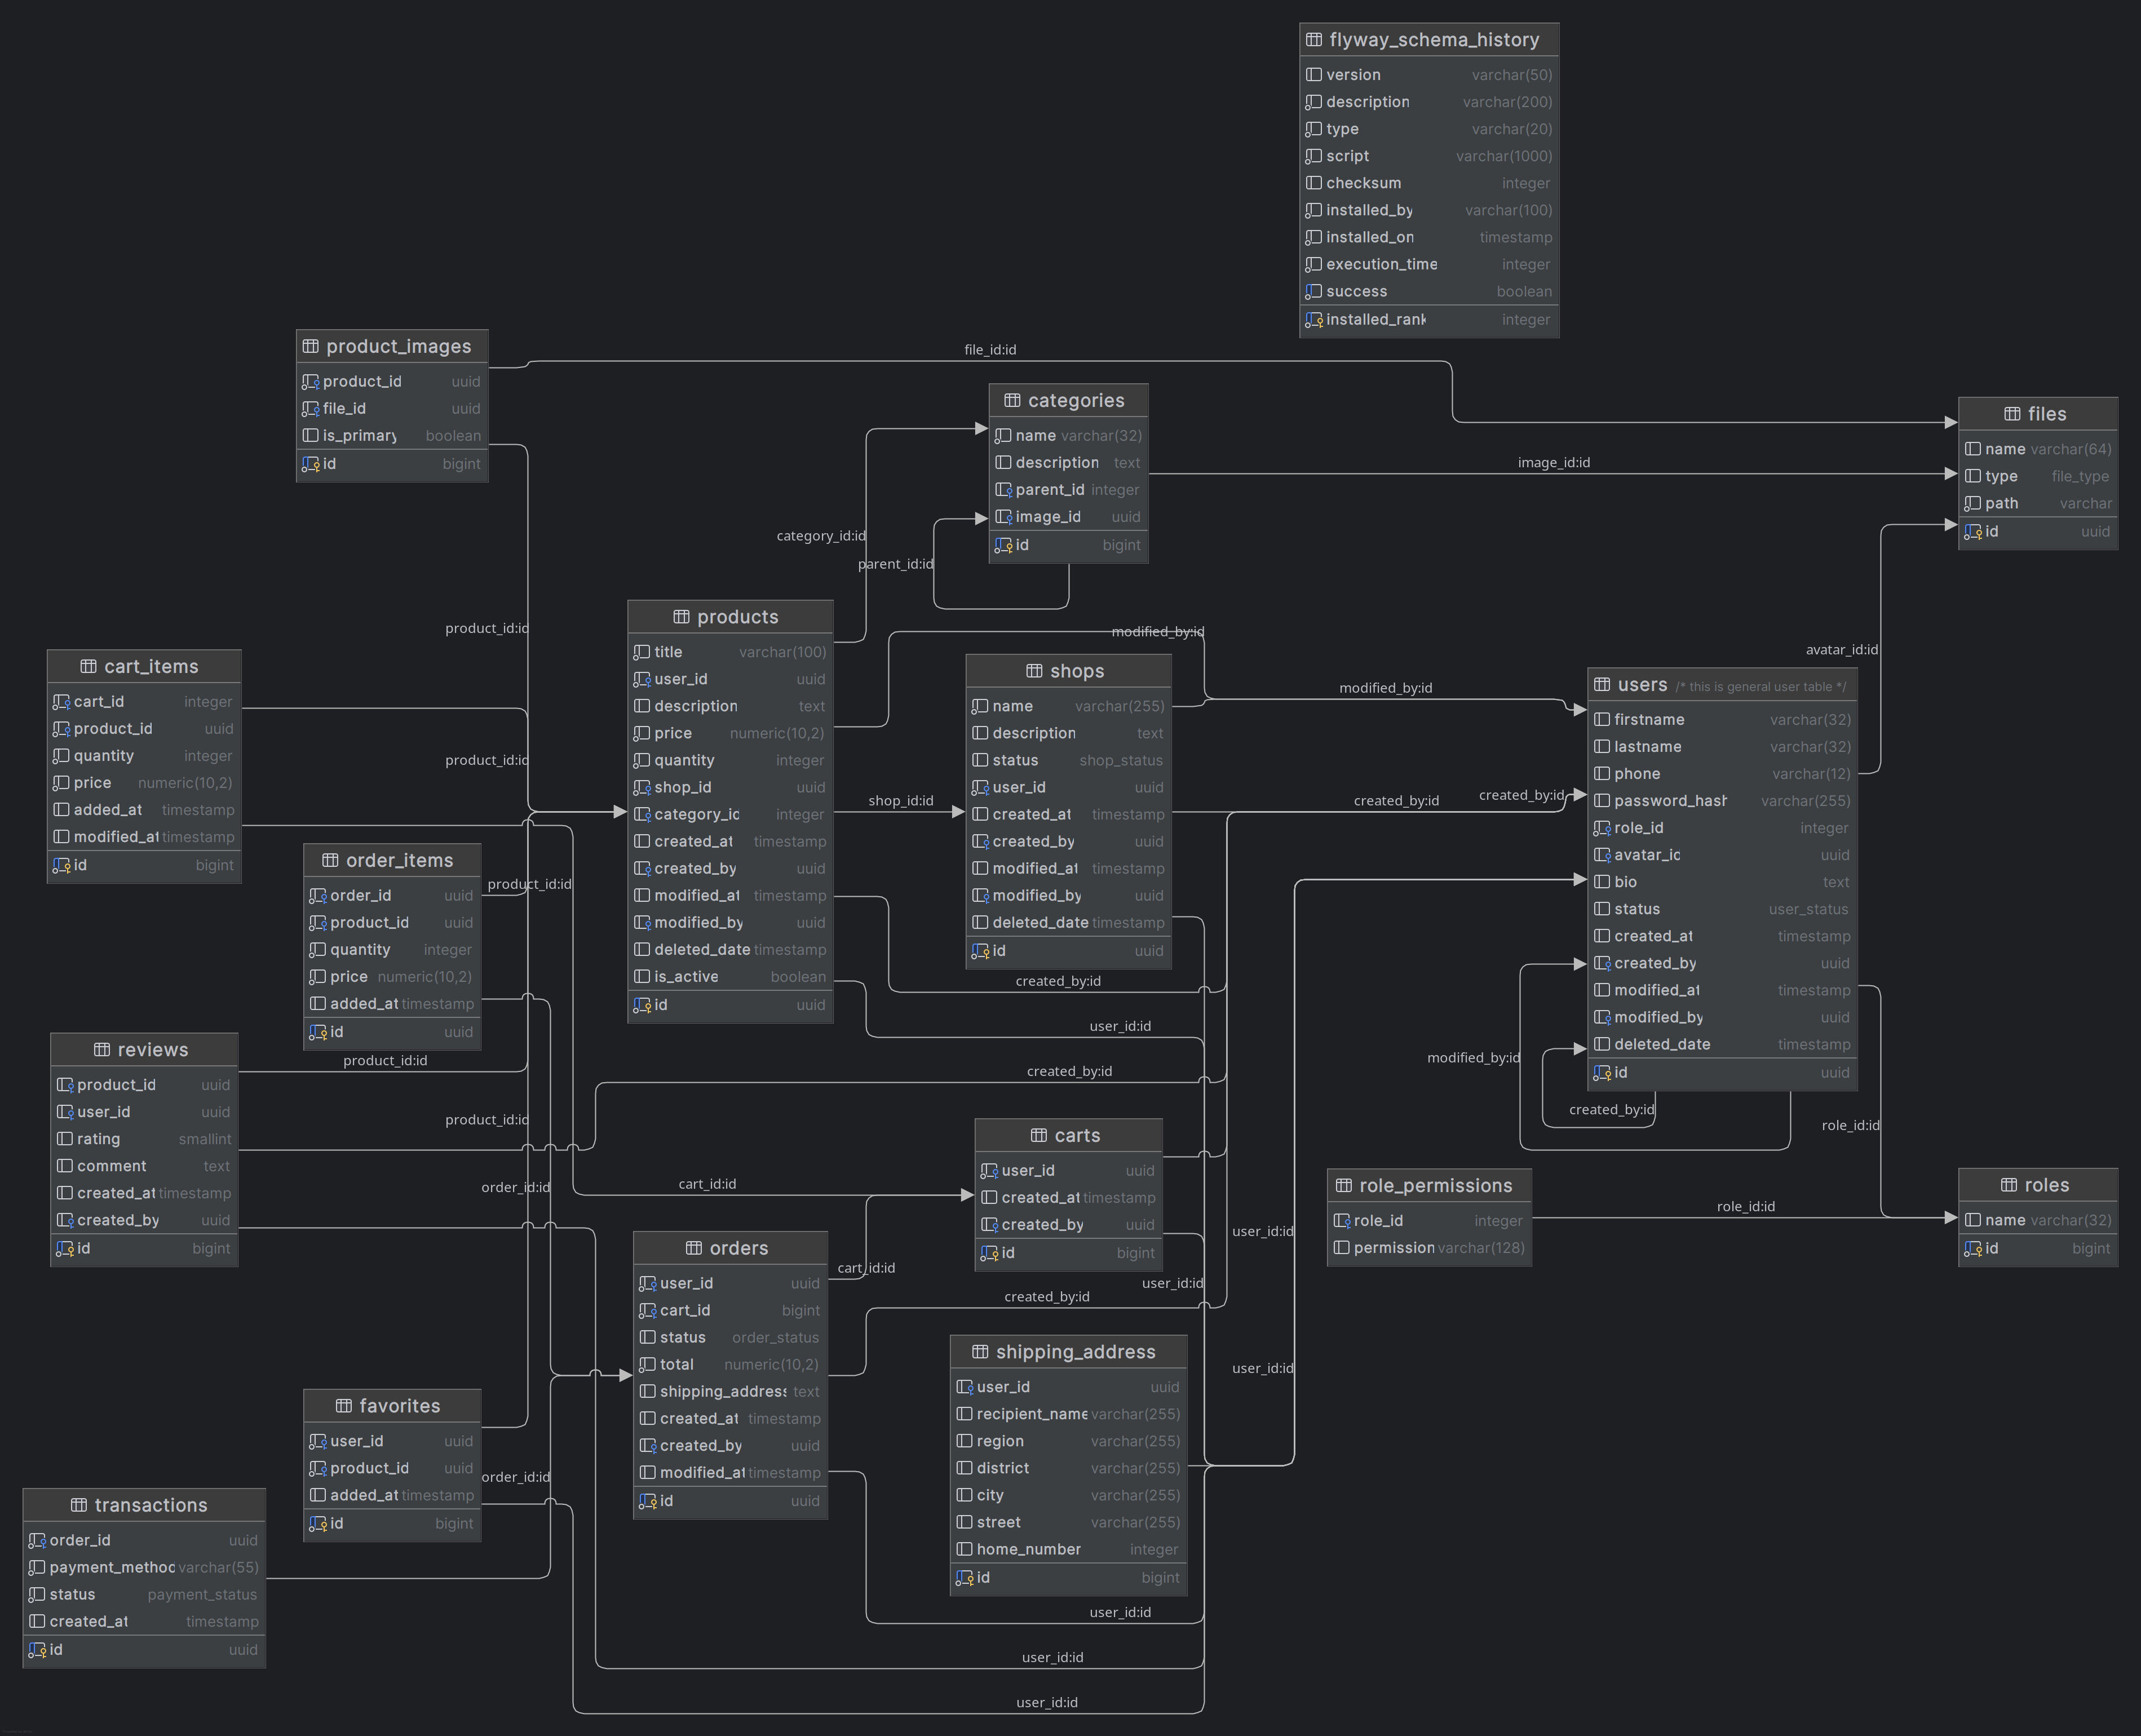 flyway_schema_history
version varchar(50)
description varchar(200)
type varchar(20)
script varchar(1000)
checksum integer
installed_by varchar(100)
installed_on timestamp
execution_time integer
success boolean
installed_rank integer
product_images
product_id uuid
file_id uuid
is_primary boolean
id bigint
file_id:id
categories
name varchar(32)
description text
parent_id integer
image_id uuid
id bigint
files
name varchar(64)
type file_type
path varchar
id uuid
image_id:id
category_id:id
parent_id:id
product_id:id
modified_by:id
modified_by:id
avatar_id:id
cart_items
cart_id integer
product_id uuid
quantity integer
price numeric(10,2)
added_at timestamp
modified_at timestamp
id bigint
product_id:id
products
title varchar(100)
user_id uuid
description text
price numeric(10,2)
quantity integer
shop_id uuid
category_id integer
created_at timestamp
created_by uuid
modified_at timestamp
modified_by uuid
deleted_date timestamp
is_active boolean
id uuid
shop_id:id
shops
name varchar(255)
description text
status shop_status
user_id uuid
created_at timestamp
created_by uuid
modified_at timestamp
modified_by uuid
deleted_date timestamp
id uuid
created_by:id
created_by:id
users /* this is general user table */
firstname varchar(32)
lastname varchar(32)
phone varchar(12)
password_hash varchar(255)
role_id integer
avatar_id uuid
bio text
status user_status
created_at timestamp
created_by uuid
modified_at timestamp
modified_by uuid
deleted_date timestamp
id uuid
order_items
order_id uuid
product_id uuid
quantity integer
price numeric(10,2)
added_at timestamp
id uuid
product_id:id
created_by:id
user_id:id
modified_by:id
created_by:id
role_id:id
reviews
product_id uuid
user_id uuid
rating smallint
comment text
created_at timestamp
created_by uuid
id bigint
product_id:id
created_by:id
product_id:id
order_id:id
cart_id:id
carts
user_id uuid
created_at timestamp
created_by uuid
id bigint
role_permissions
role_id integer
permission varchar(128)
role_id:id
roles
name varchar(32)
id bigint
user_id:id
user_id:id
cart_id:id
created_by:id
user_id:id
orders
user_id uuid
cart_id bigint
status order_status
total numeric(10,2)
shipping_address text
created_at timestamp
created_by uuid
modified_at timestamp
id uuid
shipping_address
user_id uuid
recipient_name varchar(255)
region varchar(255)
district varchar(255)
city varchar(255)
street varchar(255)
home_number integer
id bigint
favorites
user_id uuid
product_id uuid
added_at timestamp
id bigint
order_id:id
transactions
order_id uuid
payment_method varchar(55)
status payment_status
created_at timestamp
id uuid
user_id:id
user_id:id
user_id:id